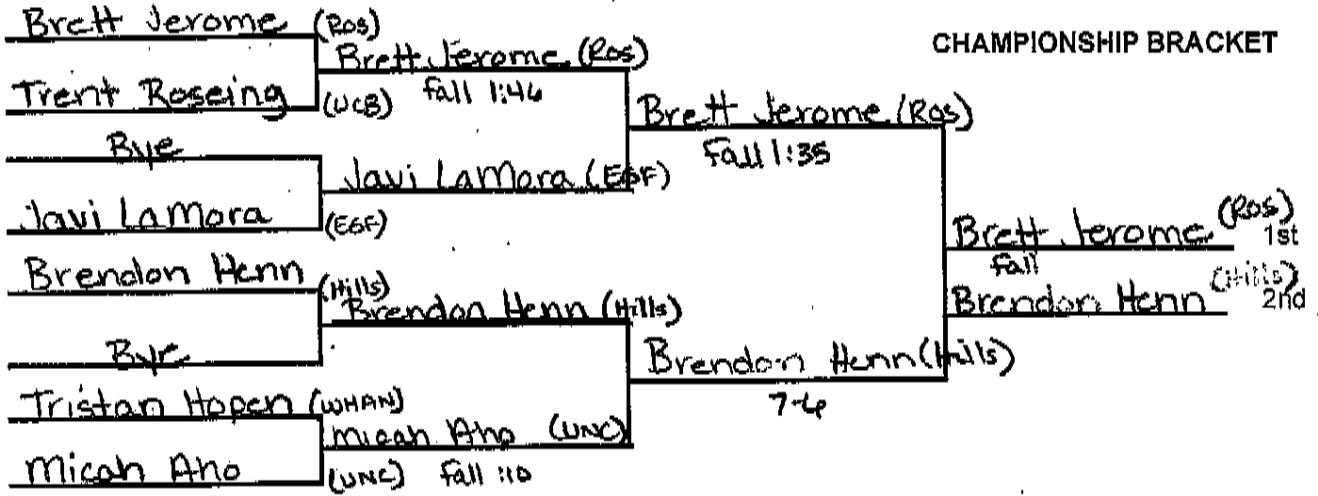 Brett Jerome (Ros)
CHAMPIONSHIP BRACKET
Brett Jerome (Ros)
Fall 1:46
Trent Roseing (UCB)
Brett Jerome (Ros)
Fall 1:35
Bye
Javi LaMora (EGF)
Javi LaMora (EGF)
Brett Jerome (Ros) 1st
Fall
Brendon Henn (Hills)
Brendon Henn (Hills) 2nd
Brendon Henn (Hills)
Bye
Brendon Henn (Hills)
7-6
Tristan Hopen (WHAN)
Micah Aho (UNC)
Fall :10
Micah Aho (UNC)